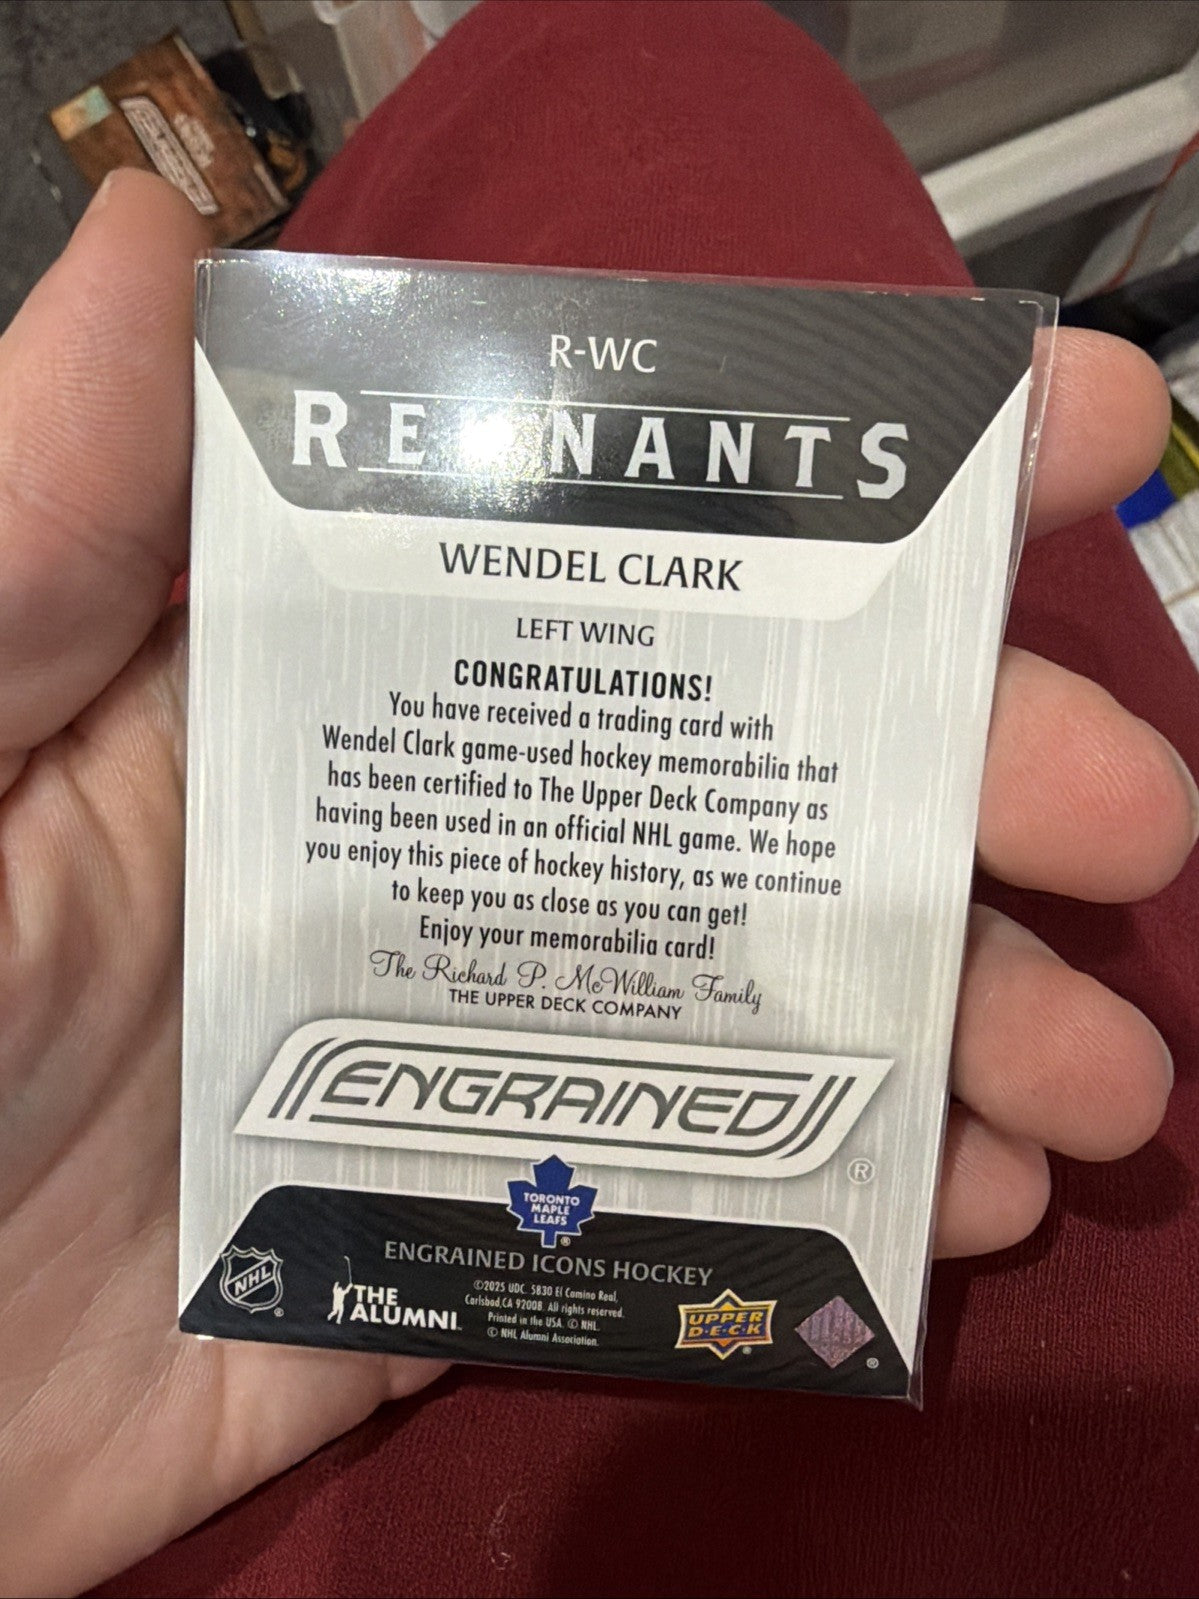 R-WC
REMNANTS
WENDEL CLARK
LEFT WING
CONGRATULATIONS!
You have received a trading card with
Wendel Clark game-used hockey memorabilia that
has been certified to The Upper Deck Company as
having been used in an official NHL game. We hope
you enjoy this piece of hockey history, as we continue
to keep you as close as you can get!
Enjoy your memorabilia card!
The Richard P. McWilliam Family
THE UPPER DECK COMPANY
ENGRAINED
®
TORONTO
MAPLE
LEAFS
®
ENGRAINED ICONS HOCKEY
NHL
®
THE
ALUMNI
©2025 UDC. 5830 El Camino Real,
Carlsbad,CA 92008. All rights reserved.
Printed in the USA. © NHL.
© NHL Alumni Association.
UPPER
D·E·C·K
®
®